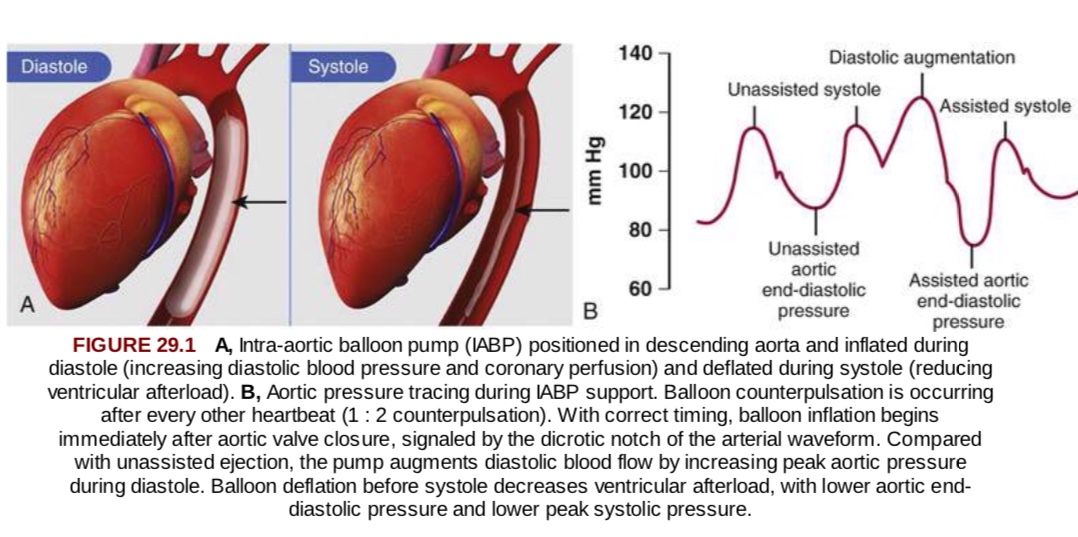 Diastole
Systole
A
140
120
100
80
60
mm Hg
Diastolic augmentation
Unassisted systole
Assisted systole
Unassisted
aortic
end-diastolic
pressure
Assisted aortic
end-diastolic
pressure
B
FIGURE 29.1 A, Intra-aortic balloon pump (IABP) positioned in descending aorta and inflated during
diastole (increasing diastolic blood pressure and coronary perfusion) and deflated during systole (reducing
ventricular afterload). B, Aortic pressure tracing during IABP support. Balloon counterpulsation is occurring
after every other heartbeat (1 : 2 counterpulsation). With correct timing, balloon inflation begins
immediately after aortic valve closure, signaled by the dicrotic notch of the arterial waveform. Compared
with unassisted ejection, the pump augments diastolic blood flow by increasing peak aortic pressure
during diastole. Balloon deflation before systole decreases ventricular afterload, with lower aortic end-
diastolic pressure and lower peak systolic pressure.